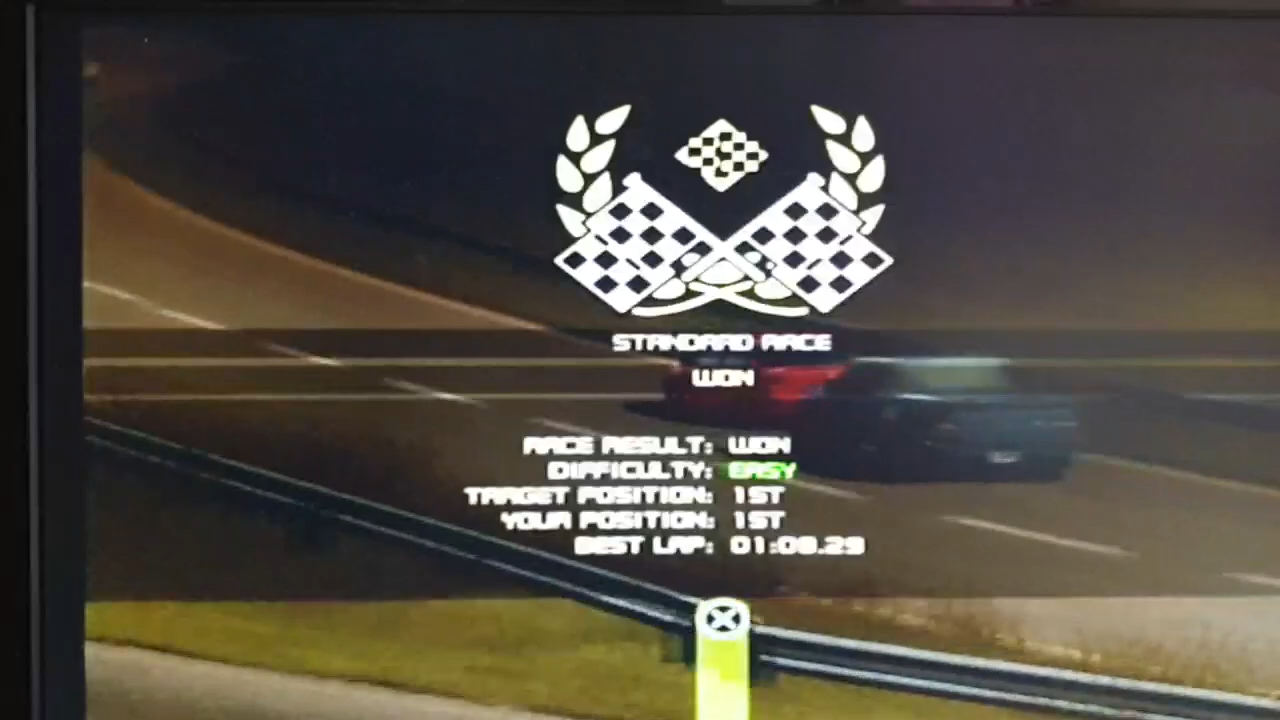 STANDARD RACE
WON
RACE RESULT: WON
DIFFICULTY: EASY
TARGET POSITION: 1ST
YOUR POSITION: 1ST
BEST LAP: 01:08.29